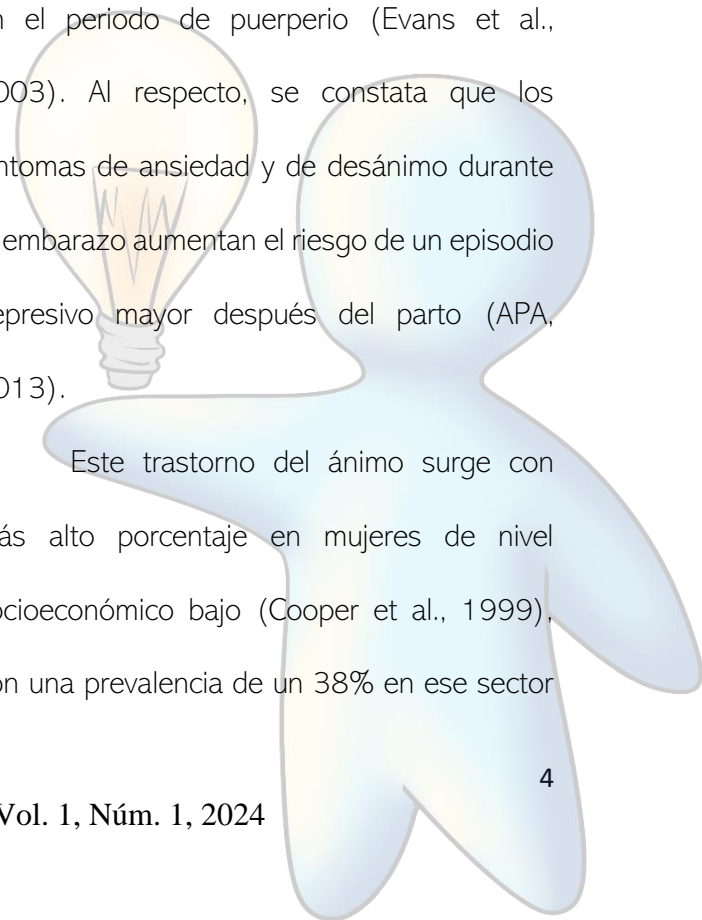 n el periodo de puerperio (Evans et al.,
003). Al respecto, se constata que los
ntomas de ansiedad y de desánimo durante
embarazo aumentan el riesgo de un episodio
epresivo mayor después del parto (APA,
013).
Este trastorno del ánimo surge con
ás alto porcentaje en mujeres de nivel
ocioeconómico bajo (Cooper et al., 1999),
on una prevalencia de un 38% en ese sector
4
Vol. 1, Núm. 1, 2024